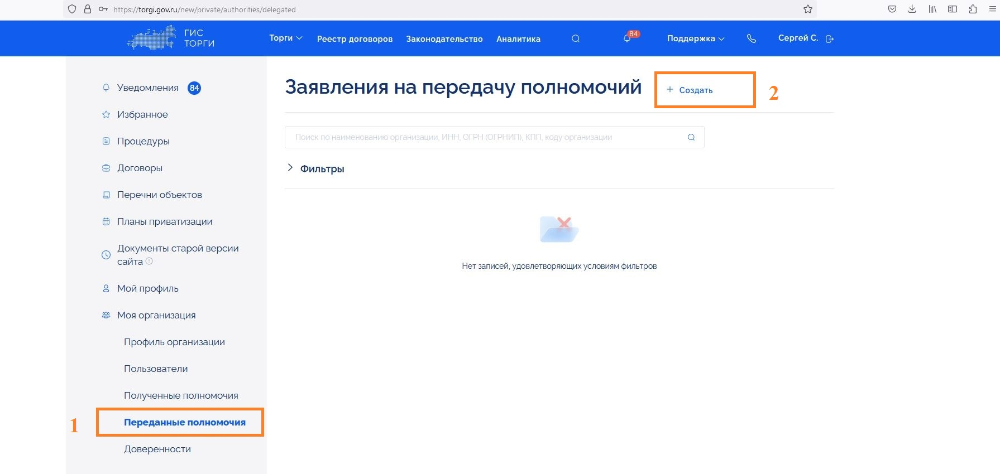 https://torgi.gov.ru/new/private/authorities/delegated
ГИС
ТОРГИ
Торги
Реестр договоров
Законодательство
Аналитика
84
Поддержка
Сергей С.
Уведомления 84
Избранное
Процедуры
Договоры
Перечни объектов
Планы приватизации
Документы старой версии
сайта
Мой профиль
Моя организация
Профиль организации
Пользователи
Полученные полномочия
1 Переданные полномочия
Доверенности
Заявления на передачу полномочий
+ Создать 2
Поиск по наименованию организации, ИНН, ОГРН (ОГРНИП), КПП, коду организации
Фильтры
Нет записей, удовлетворяющих условиям фильтров